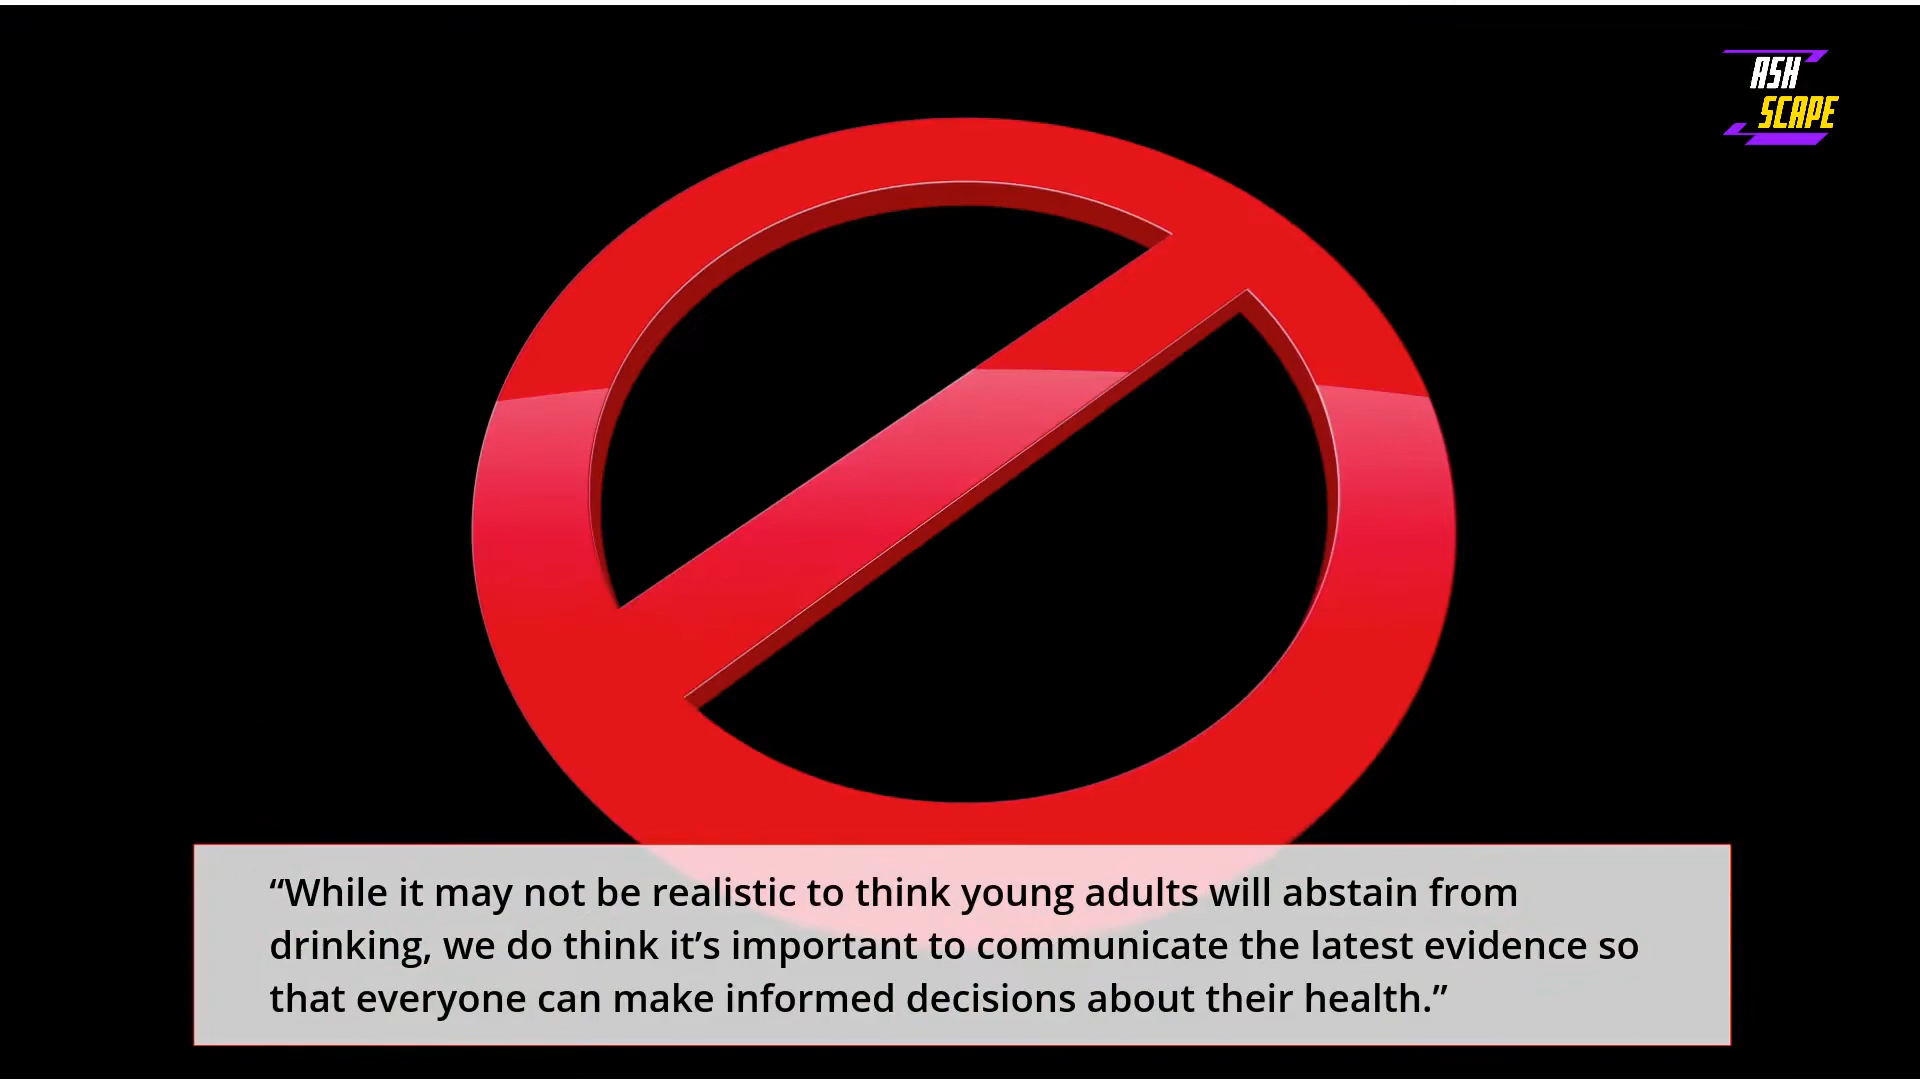 ASH
SCAPE
“While it may not be realistic to think young adults will abstain from
drinking, we do think it’s important to communicate the latest evidence so
that everyone can make informed decisions about their health.”